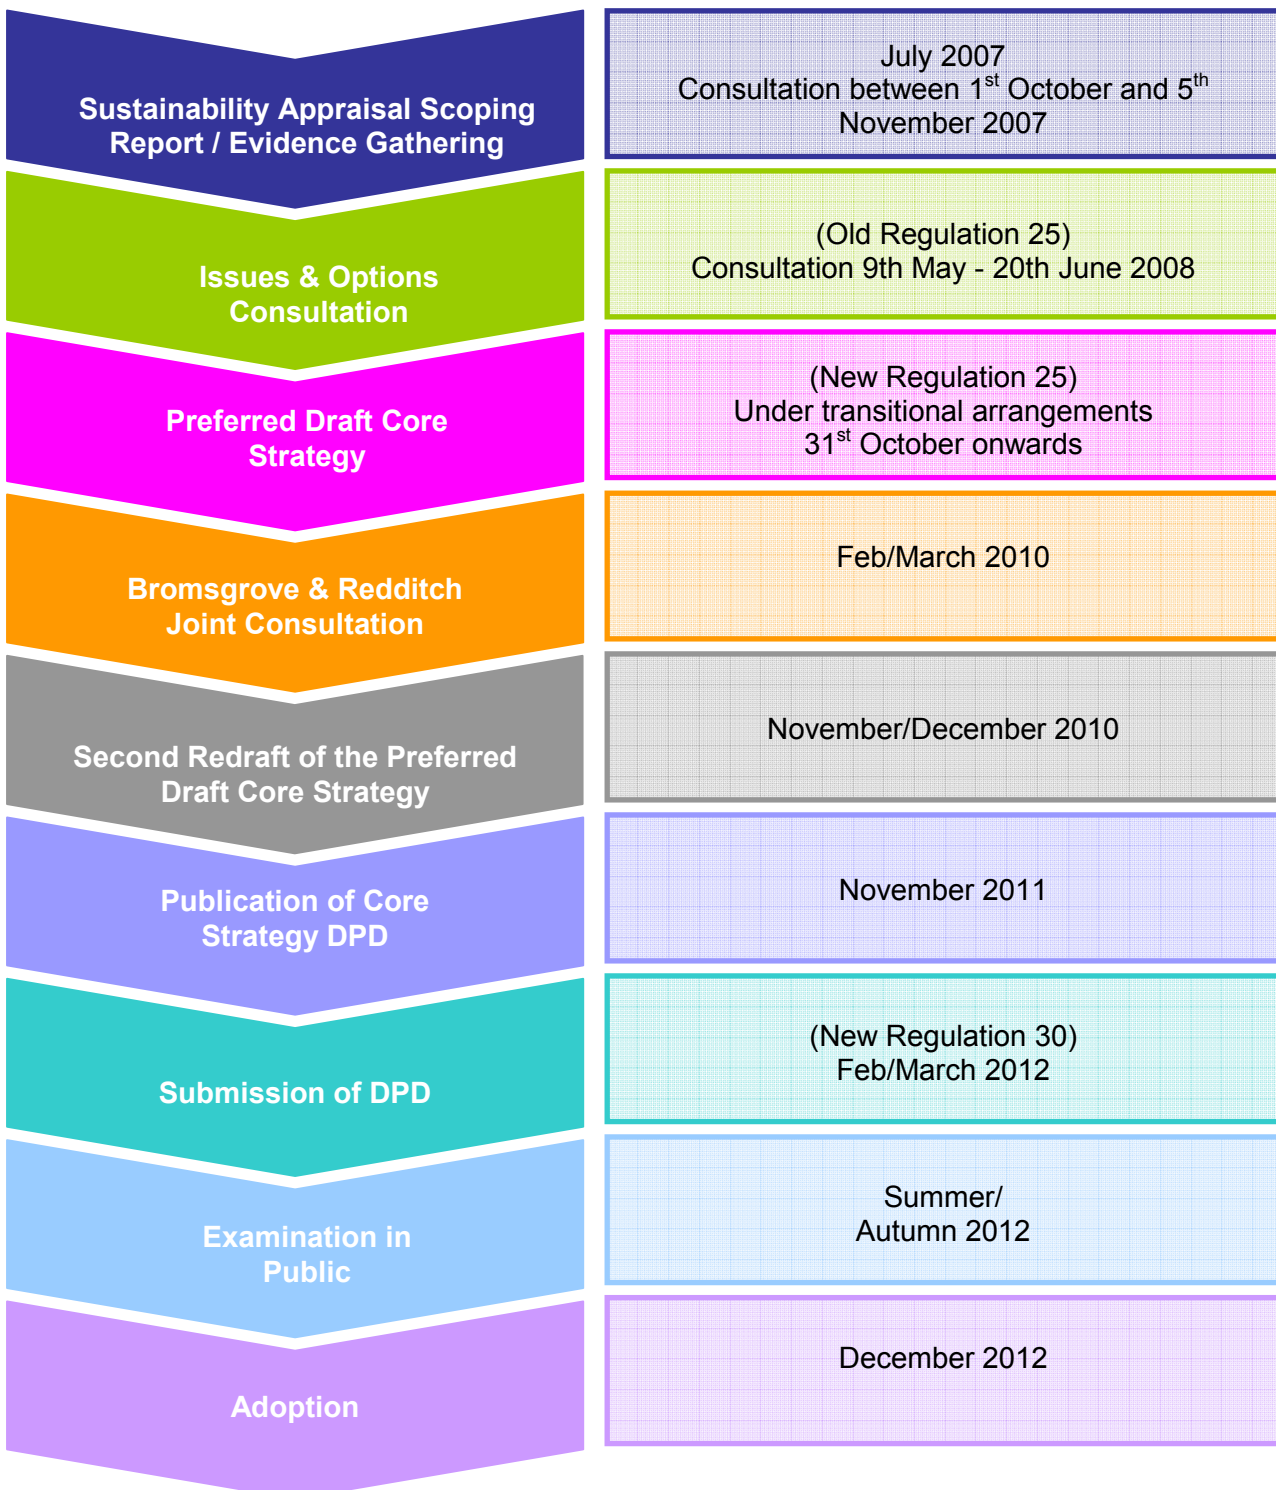 Sustainability Appraisal Scoping
Report / Evidence Gathering
July 2007
Consultation between 1st October and 5th
November 2007
Issues & Options
Consultation
(Old Regulation 25)
Consultation 9th May - 20th June 2008
Preferred Draft Core
Strategy
(New Regulation 25)
Under transitional arrangements
31st October onwards
Bromsgrove & Redditch
Joint Consultation
Feb/March 2010
Second Redraft of the Preferred
Draft Core Strategy
November/December 2010
Publication of Core
Strategy DPD
November 2011
Submission of DPD
(New Regulation 30)
Feb/March 2012
Examination in
Public
Summer/
Autumn 2012
Adoption
December 2012